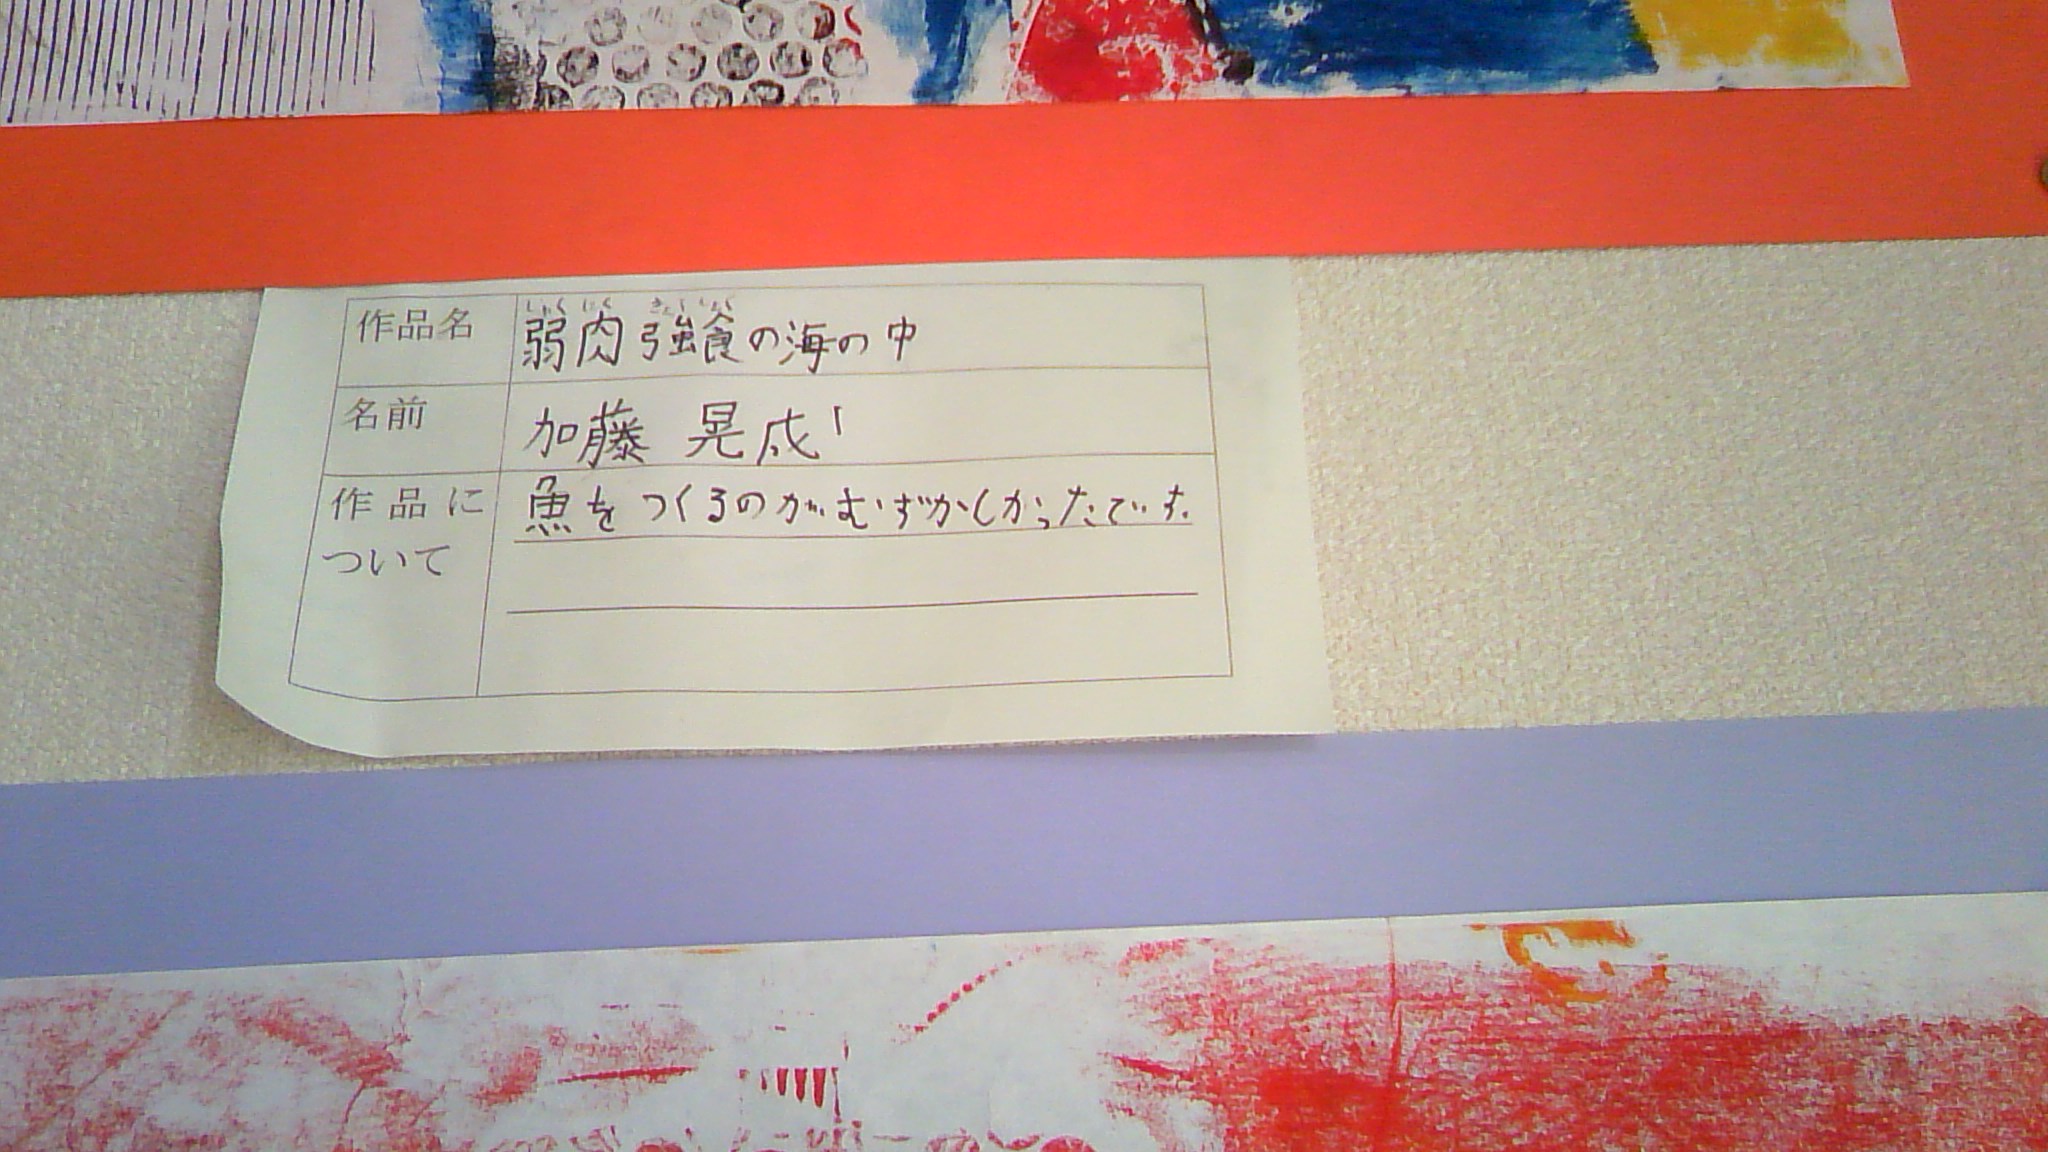 作品名
じゃくにくきょうしょく
弱肉強食の海の中
名前
加藤 晃成
作品に
ついて
魚をつくるのがむずかしかったです。